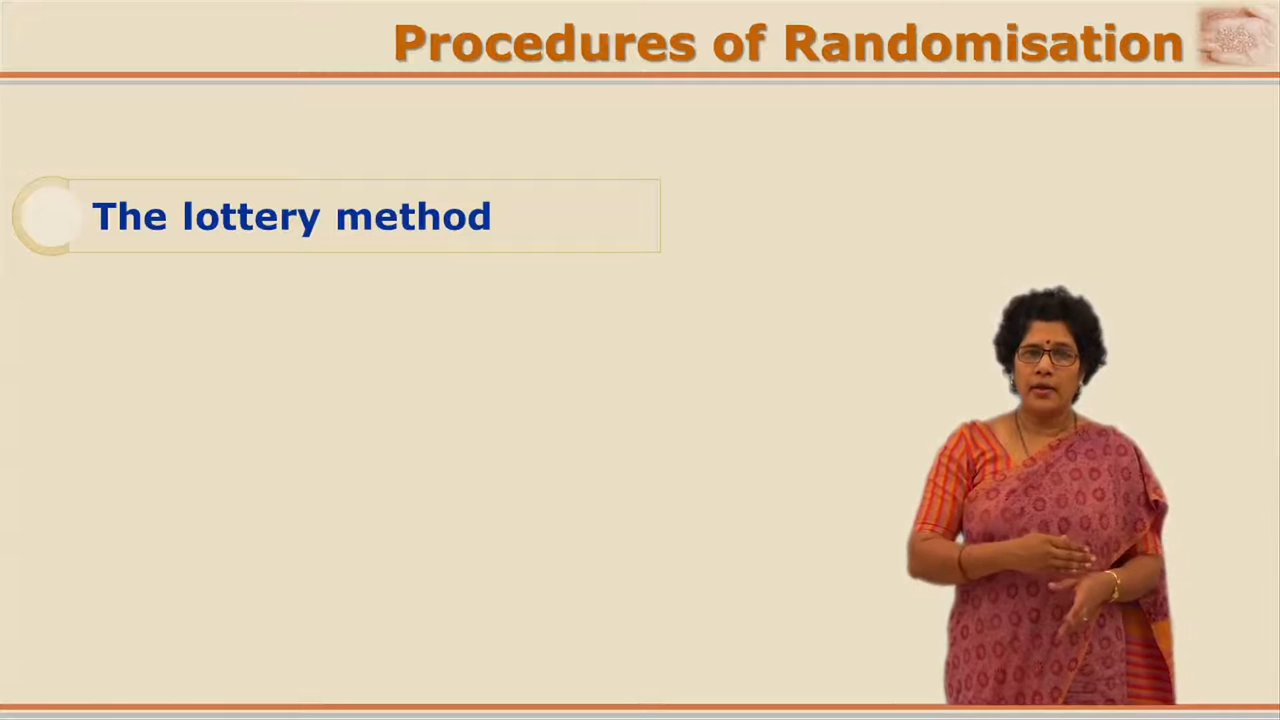 Procedures of Randomisation
The lottery method